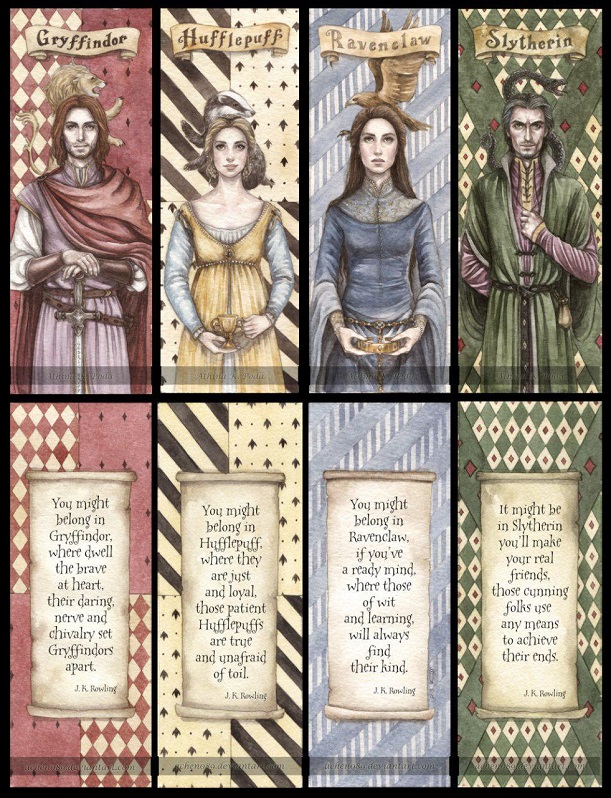 Gryffindor
Hufflepuff
Ravenclaw
Slytherin
You might
belong in
Gryffindor,
where dwell
the brave
at heart,
their daring,
nerve and
chivalry set
Gryffindors
apart.
J. K. Rowling
You might
belong in
Hufflepuff,
where they
are just
and loyal,
those patient
Hufflepuffs
are true
and unafraid
of toil.
J. K. Rowling
You might
belong in
Ravenclaw,
if you've
a ready mind,
where those
of wit
and learning,
will always
find
their kind.
J. K. Rowling
It might be
in Slytherin
you'll make
your real
friends,
those cunning
folks use
any means
to achieve
their ends.
J. K. Rowling